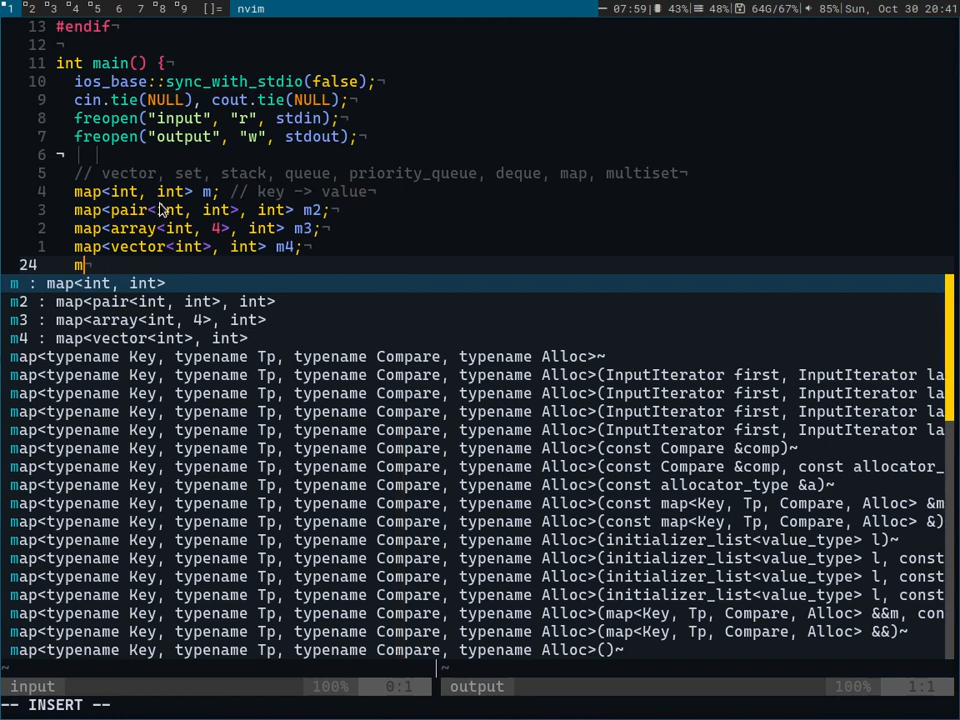 1 2 3 4 5 6 7 8 9 []= nvim 07:59 43% 48% 64G/67% 85% Sun, Oct 30 20:41
13 #endif¬
12 ¬
11 int main() {¬
10 ios_base::sync_with_stdio(false);¬
9 cin.tie(NULL), cout.tie(NULL);¬
8 freopen("input", "r", stdin);¬
7 freopen("output", "w", stdout);¬
6 ¬
5 // vector, set, stack, queue, priority_queue, deque, map, multiset¬
4 map<int, int> m; // key -> value¬
3 map<pair<int, int>, int> m2;¬
2 map<array<int, 4>, int> m3;¬
1 map<vector<int>, int> m4;¬
24 m¬
m : map<int, int>
m2 : map<pair<int, int>, int>
m3 : map<array<int, 4>, int>
m4 : map<vector<int>, int>
map<typename Key, typename Tp, typename Compare, typename Alloc>~
map<typename Key, typename Tp, typename Compare, typename Alloc>(InputIterator first, InputIterator la
map<typename Key, typename Tp, typename Compare, typename Alloc>(InputIterator first, InputIterator la
map<typename Key, typename Tp, typename Compare, typename Alloc>(InputIterator first, InputIterator la
map<typename Key, typename Tp, typename Compare, typename Alloc>(InputIterator first, InputIterator la
map<typename Key, typename Tp, typename Compare, typename Alloc>(const Compare &comp)~
map<typename Key, typename Tp, typename Compare, typename Alloc>(const Compare &comp, const allocator_
map<typename Key, typename Tp, typename Compare, typename Alloc>(const allocator_type &a)~
map<typename Key, typename Tp, typename Compare, typename Alloc>(const map<Key, Tp, Compare, Alloc> &m
map<typename Key, typename Tp, typename Compare, typename Alloc>(const map<Key, Tp, Compare, Alloc> &)
map<typename Key, typename Tp, typename Compare, typename Alloc>(initializer_list<value_type> l)~
map<typename Key, typename Tp, typename Compare, typename Alloc>(initializer_list<value_type> l, const
map<typename Key, typename Tp, typename Compare, typename Alloc>(initializer_list<value_type> l, const
map<typename Key, typename Tp, typename Compare, typename Alloc>(initializer_list<value_type> l, const
map<typename Key, typename Tp, typename Compare, typename Alloc>(map<Key, Tp, Compare, Alloc> &&m, con
map<typename Key, typename Tp, typename Compare, typename Alloc>(map<Key, Tp, Compare, Alloc> &&)~
map<typename Key, typename Tp, typename Compare, typename Alloc>()~
~ ~
input 100% 0:1 output 100% 1:1
-- INSERT --